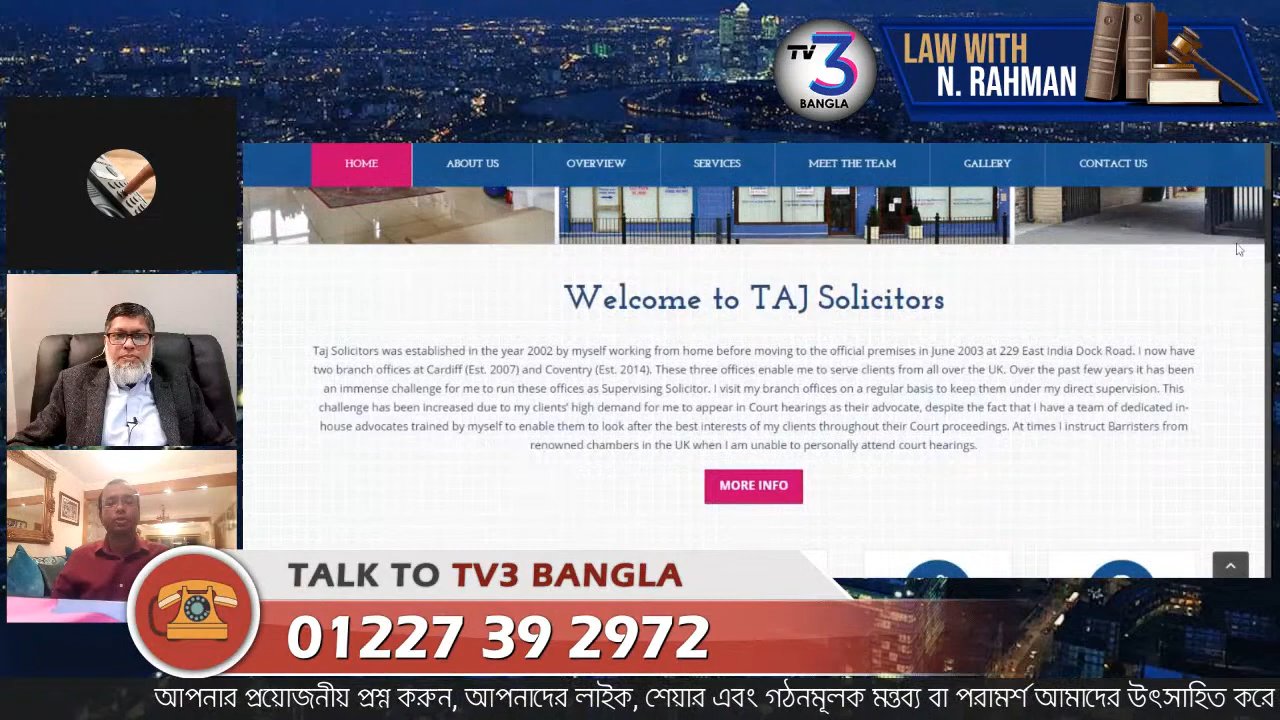 TV 3 BANGLA
LAW WITH
N. RAHMAN
HOME ABOUT US OVERVIEW SERVICES MEET THE TEAM GALLERY CONTACT US
Welcome to TAJ Solicitors
Taj Solicitors was established in the year 2002 by myself working from home before moving to the official premises in June 2003 at 229 East India Dock Road. I now have
two branch offices at Cardiff (Est. 2007) and Coventry (Est. 2014). These three offices enable me to serve clients from all over the UK. Over the past few years it has been
an immense challenge for me to run these offices as Supervising Solicitor. I visit my branch offices on a regular basis to keep them under my direct supervision. This
challenge has been increased due to my clients' high demand for me to appear in Court hearings as their advocate, despite the fact that I have a team of dedicated in-
house advocates trained by myself to enable them to look after the best interests of my clients throughout their Court proceedings. At times I instruct Barristers from
renowned chambers in the UK when I am unable to personally attend court hearings.
MORE INFO
TALK TO TV3 BANGLA
01227 39 2972
আপনার প্রয়োজনীয় প্রশ্ন করুন, আপনাদের লাইক, শেয়ার এবং গঠনমূলক মন্তব্য বা পরামর্শ আমাদের উৎসাহিত করে